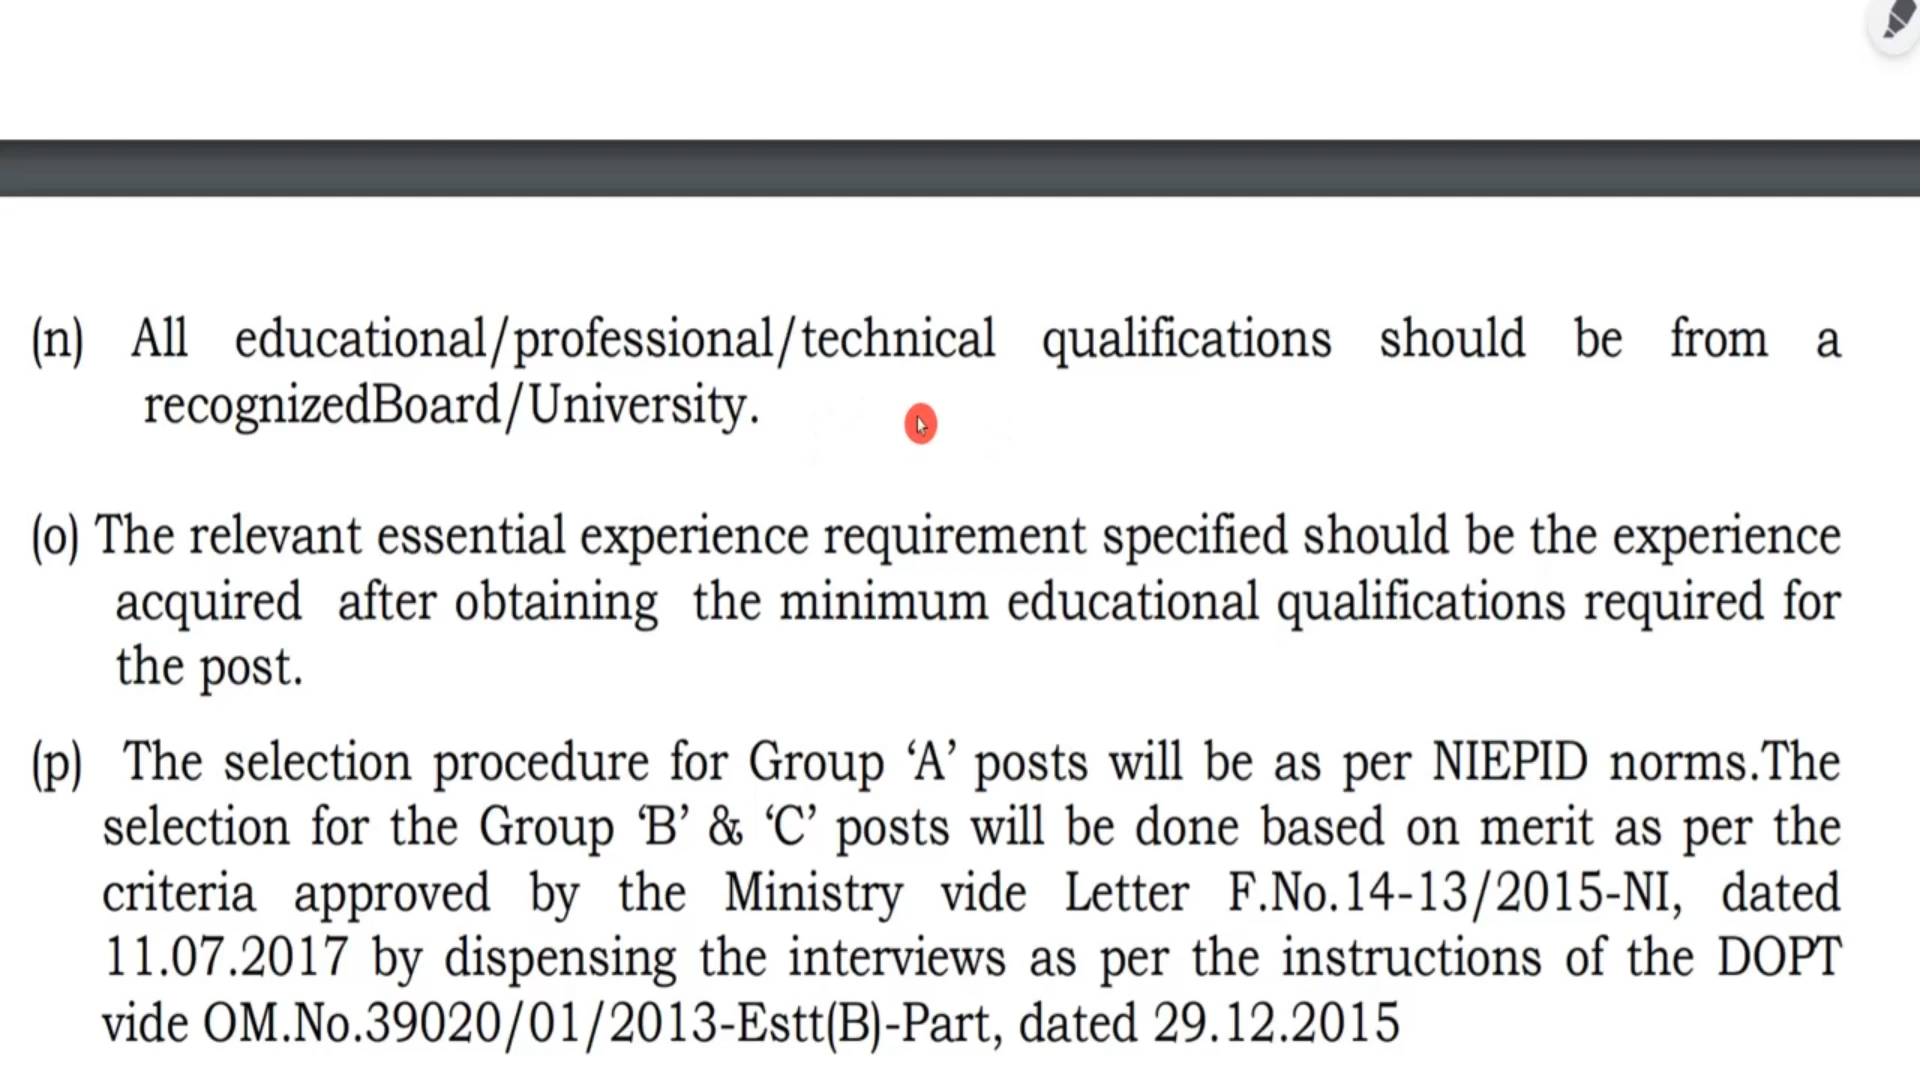 (n) All educational/professional/technical qualifications should be from a
recognizedBoard/University.
(o) The relevant essential experience requirement specified should be the experience
acquired after obtaining the minimum educational qualifications required for
the post.
(p) The selection procedure for Group ‘A’ posts will be as per NIEPID norms.The
selection for the Group ‘B’ & ‘C’ posts will be done based on merit as per the
criteria approved by the Ministry vide Letter F.No.14-13/2015-NI, dated
11.07.2017 by dispensing the interviews as per the instructions of the DOPT
vide OM.No.39020/01/2013-Estt(B)-Part, dated 29.12.2015